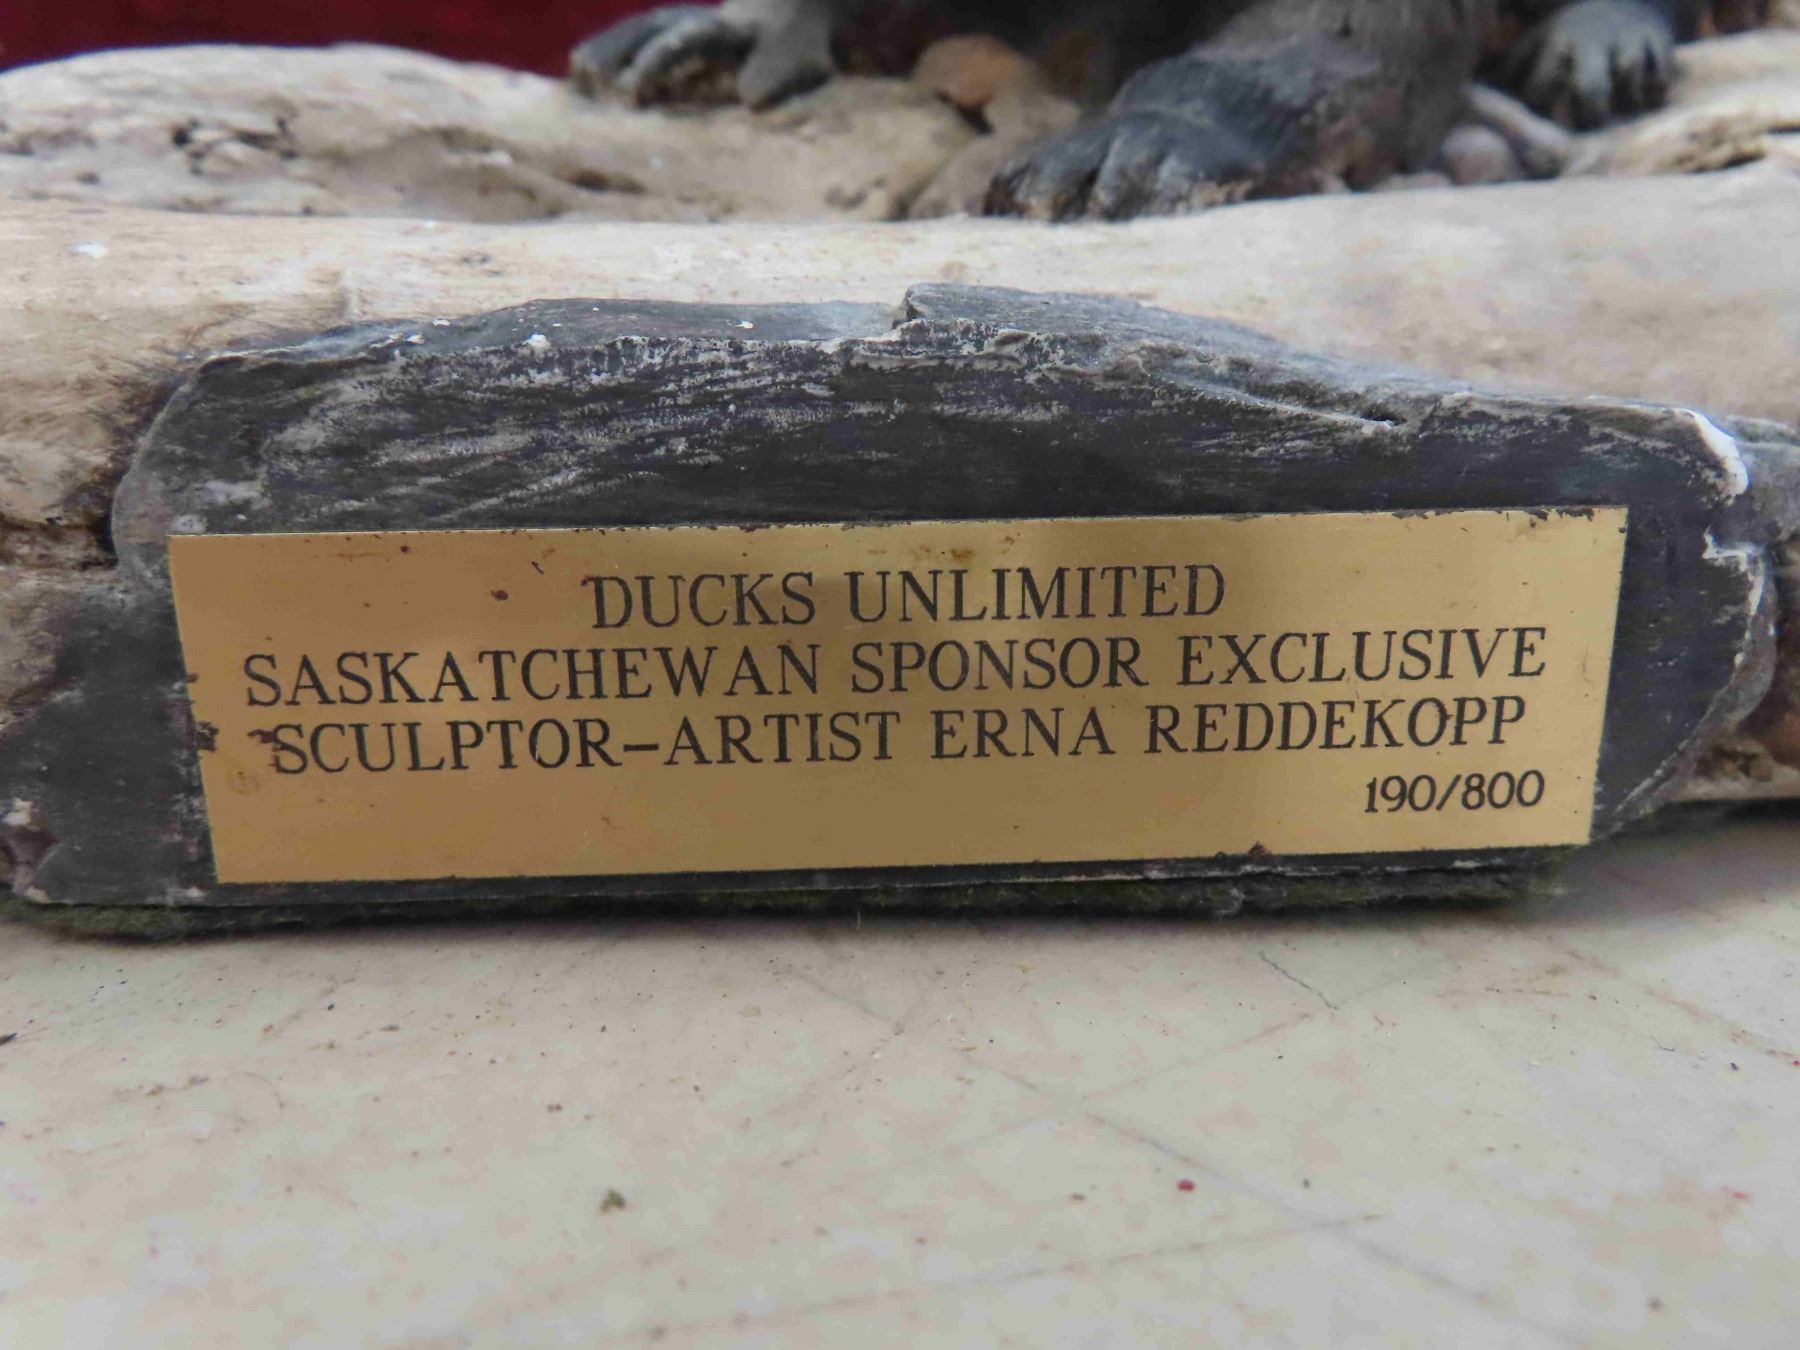 DUCKS UNLIMITED
SASKATCHEWAN SPONSOR EXCLUSIVE
SCULPTOR–ARTIST ERNA REDDEKOPP
190/800